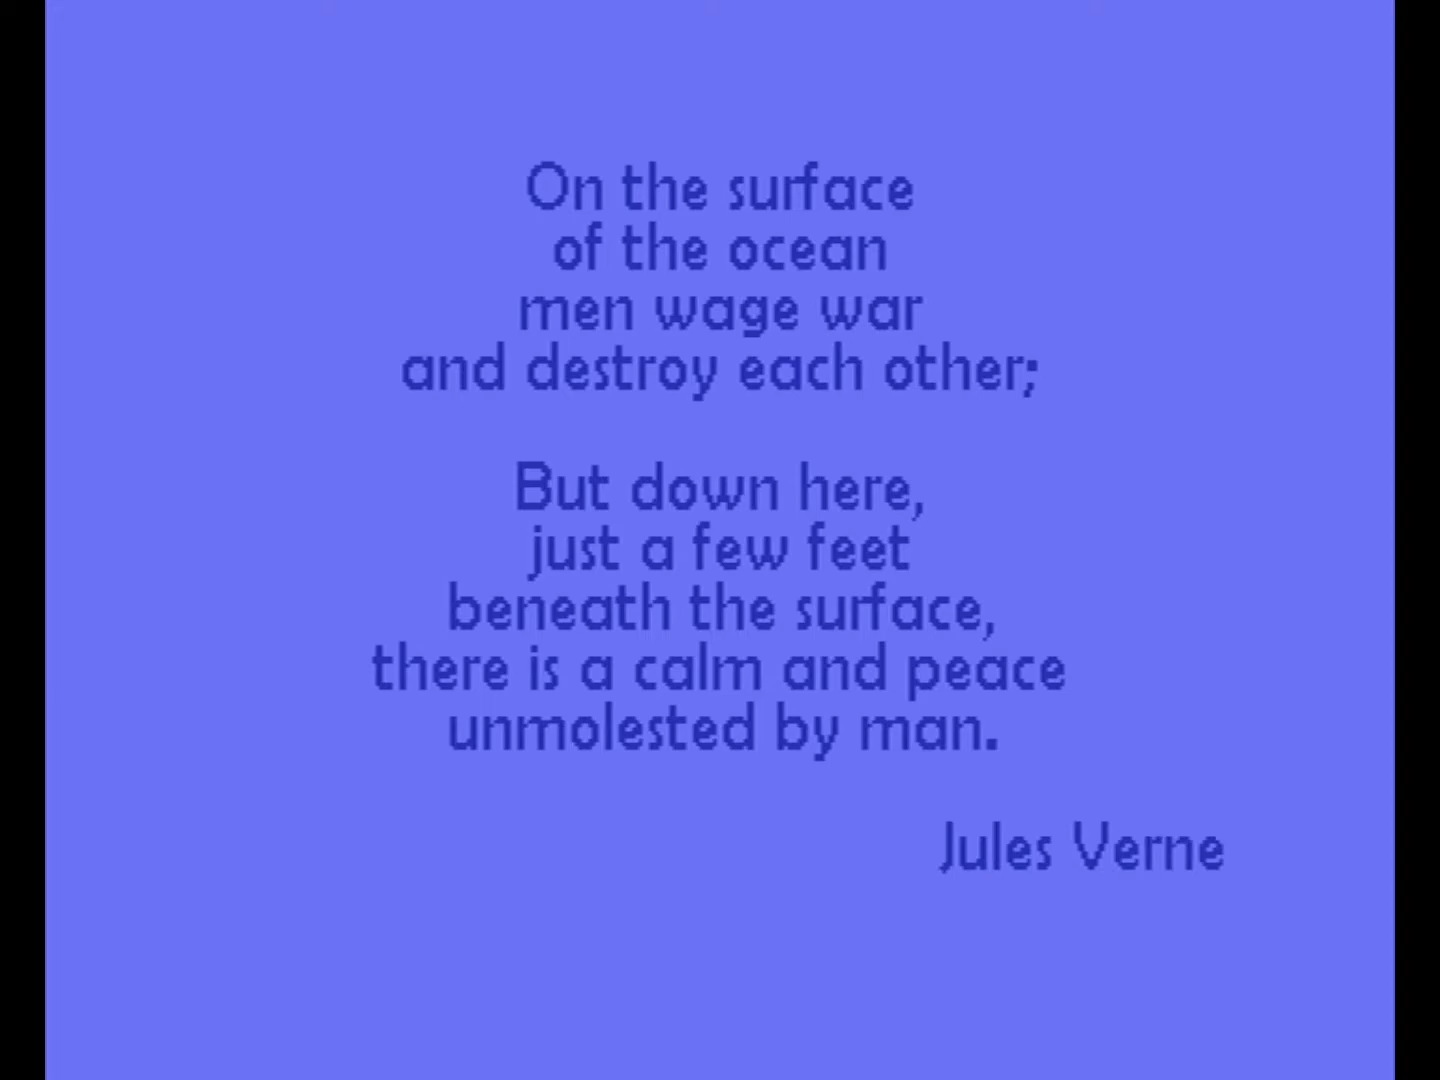 On the surface
of the ocean
men wage war
and destroy each other;
But down here,
just a few feet
beneath the surface,
there is a calm and peace
unmolested by man.
Jules Verne